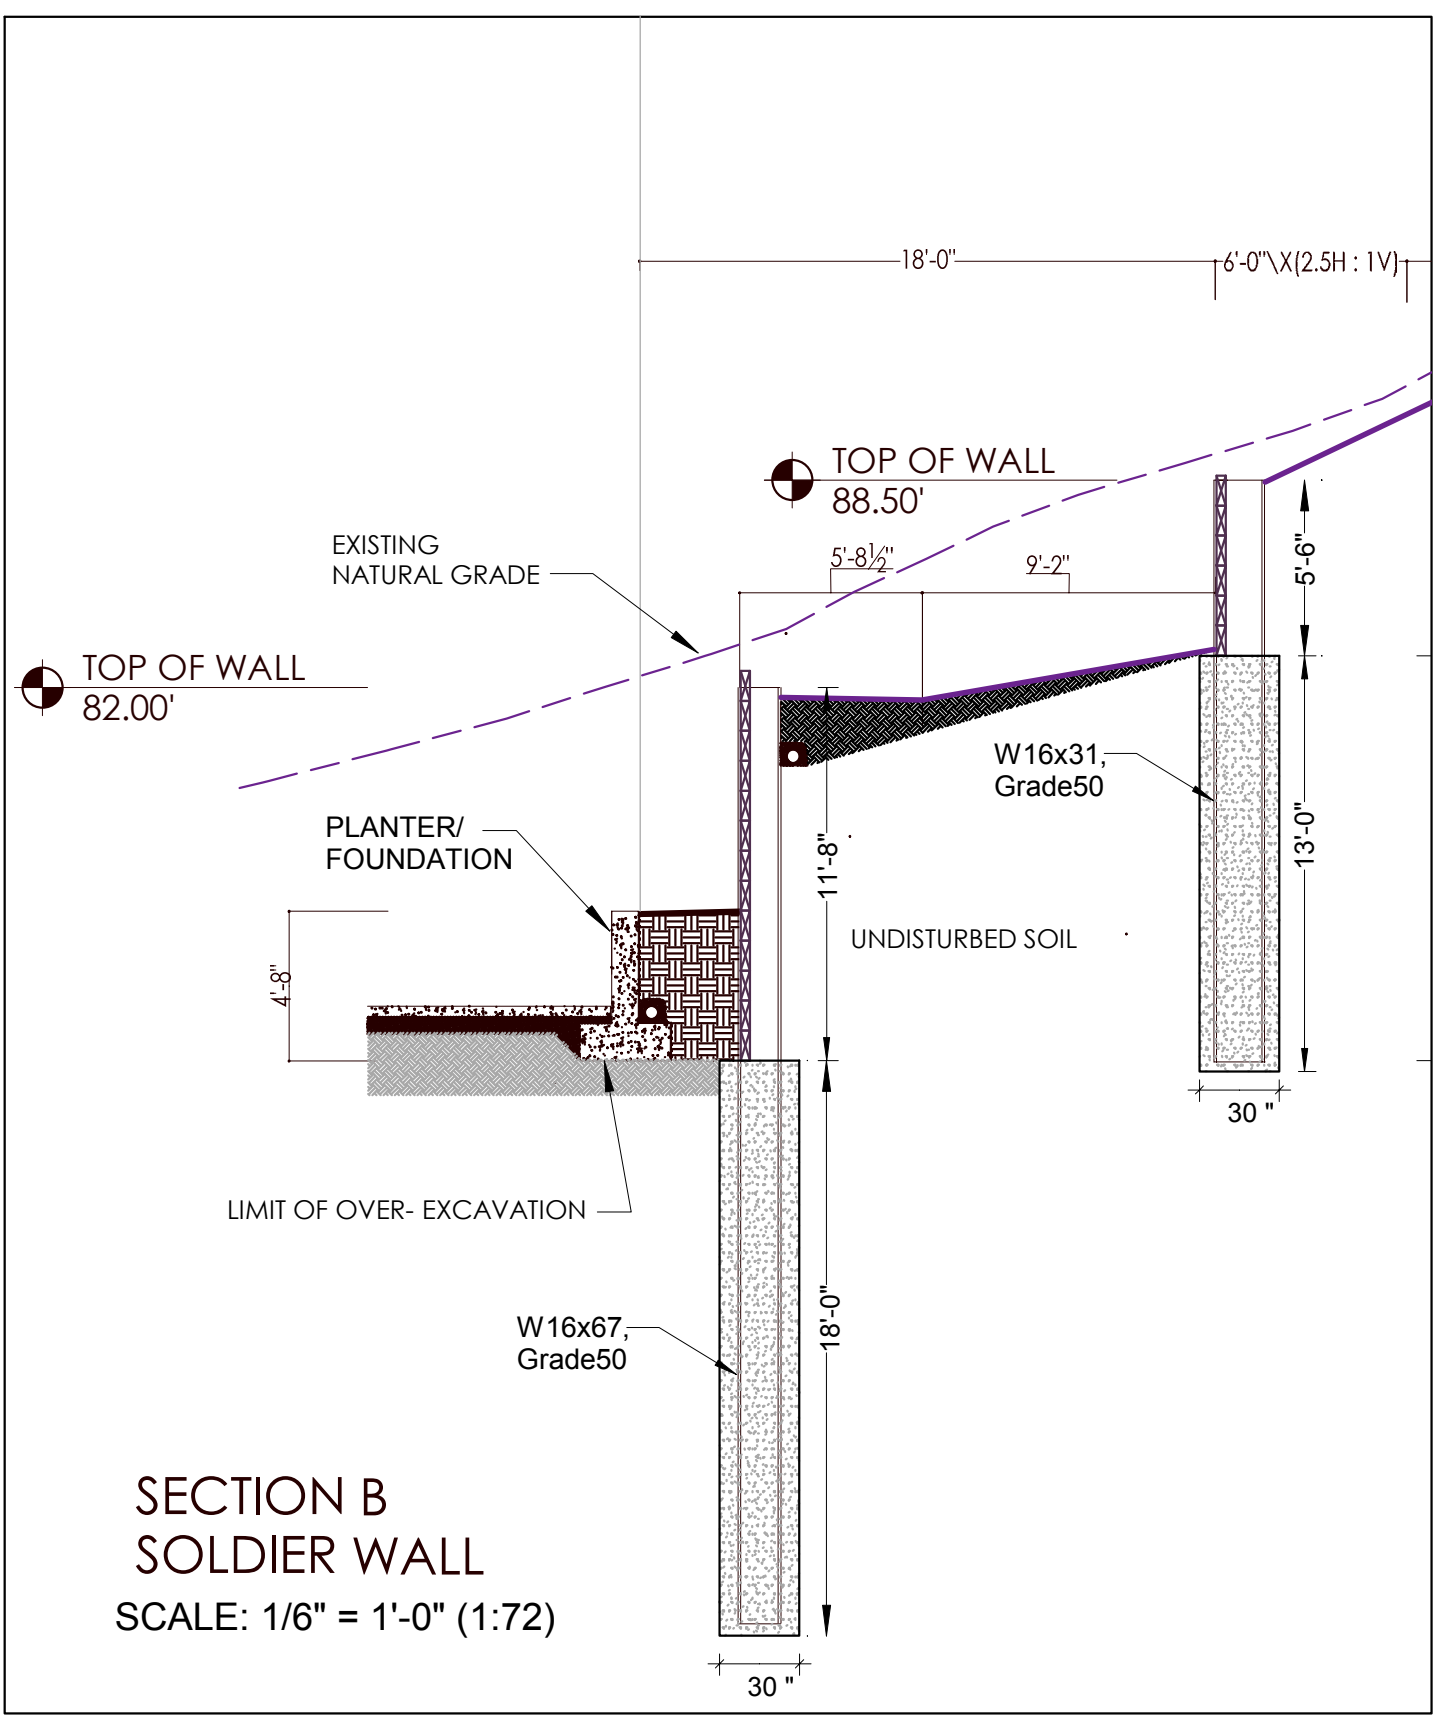 18'-0"
6'-0"\X(2.5H : 1V)
TOP OF WALL
88.50'
EXISTING
NATURAL GRADE
5'-8½"
9'-2"
5'-6"
TOP OF WALL
82.00'
W16x31,
Grade50
PLANTER/
FOUNDATION
11'-8"
13'-0"
UNDISTURBED SOIL
4'-8"
30 "
LIMIT OF OVER- EXCAVATION
W16x67,
Grade50
18'-0"
SECTION B
SOLDIER WALL
SCALE: 1/6" = 1'-0" (1:72)
30 "